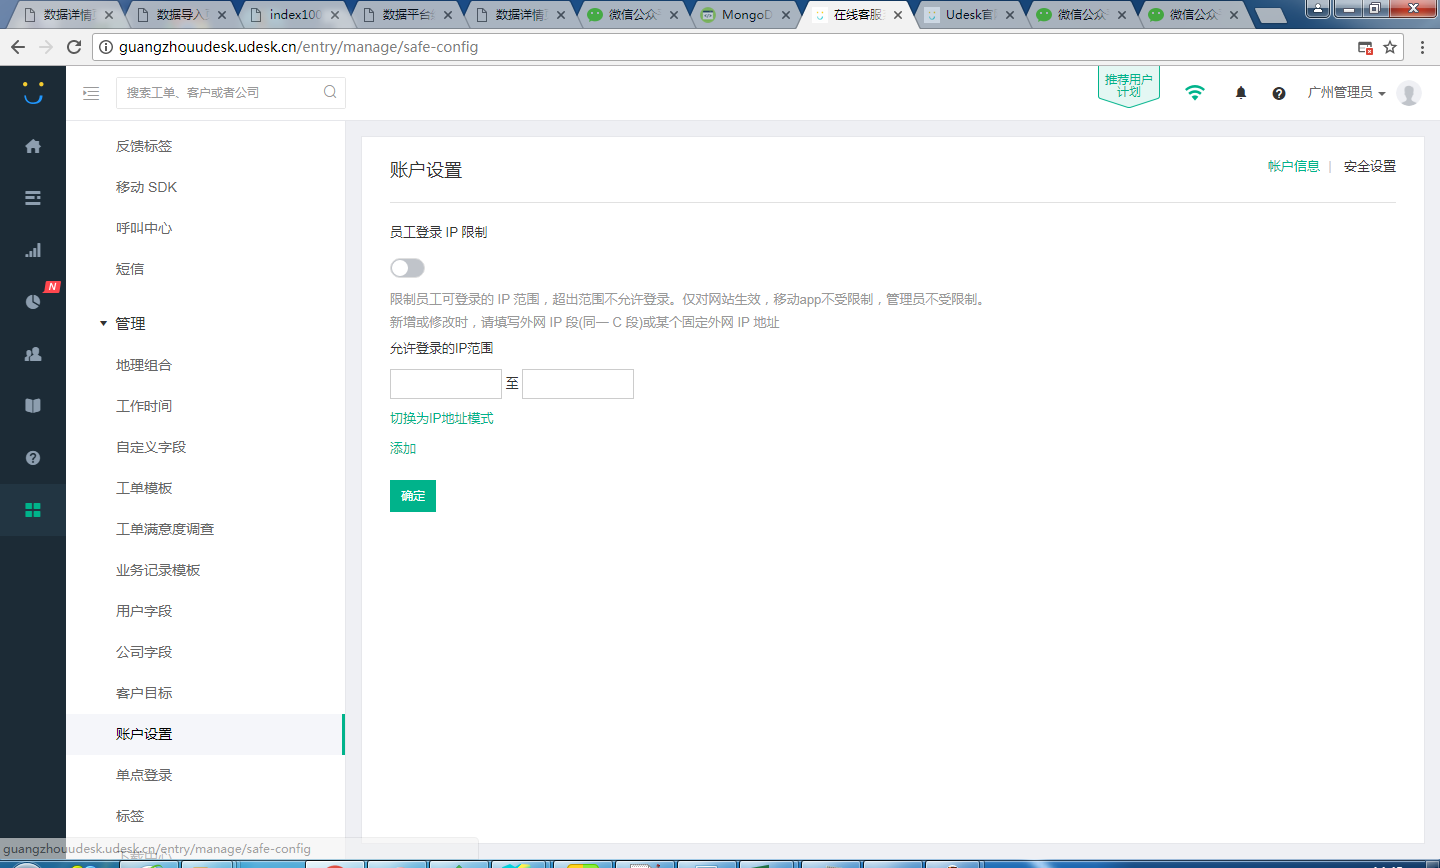 数据详情
数据导入
index100
数据平台
数据详情
微信公众
MongoD
在线客服
Udesk官
微信公众
微信公众
guangzhouudesk.udesk.cn/entry/manage/safe-config
搜索工单、客户或者公司
推荐用户
计划
广州管理员
N
反馈标签
移动 SDK
呼叫中心
短信
管理
地理组合
工作时间
自定义字段
工单模板
工单满意度调查
业务记录模板
用户字段
公司字段
客户目标
账户设置
单点登录
标签
下载中心
账户设置
帐户信息 | 安全设置
员工登录 IP 限制
限制员工可登录的 IP 范围，超出范围不允许登录。仅对网站生效，移动app不受限制，管理员不受限制。
新增或修改时，请填写外网 IP 段(同一 C 段)或某个固定外网 IP 地址
允许登录的IP范围
至
切换为IP地址模式
添加
确定
guangzhouudesk.udesk.cn/entry/manage/safe-config